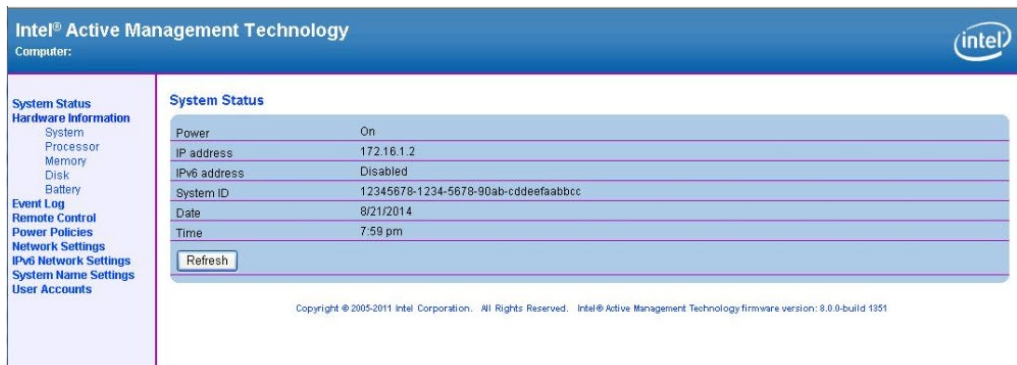 Intel® Active Management Technology
Computer:
intel
System Status
Hardware Information
System
Processor
Memory
Disk
Battery
Event Log
Remote Control
Power Policies
Network Settings
IPv6 Network Settings
System Name Settings
User Accounts
System Status
Power On
IP address 172.16.1.2
IPv6 address Disabled
System ID 12345678-1234-5678-90ab-cddeefaabbcc
Date 8/21/2014
Time 7:59 pm
Refresh
Copyright © 2005-2011 Intel Corporation. All Rights Reserved. Intel® Active Management Technology firmware version: 8.0.0-build 1351